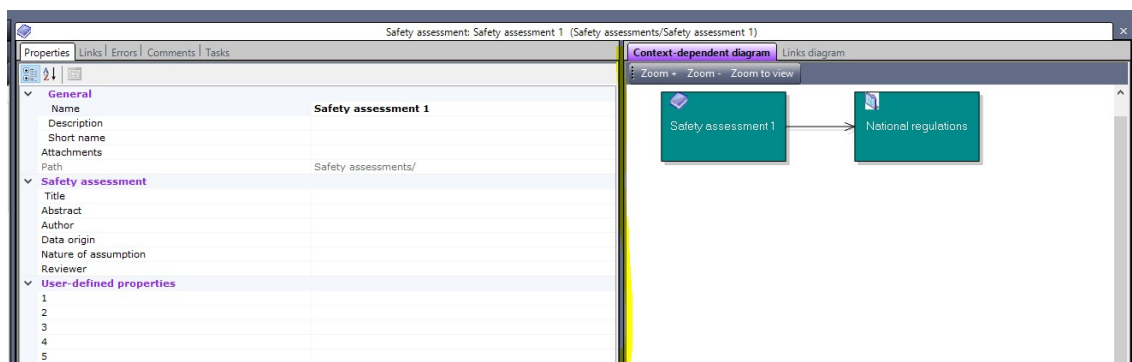 Safety assessment: Safety assessment 1 (Safety assessments/Safety assessment 1)
Properties Links Errors Comments Tasks
General
Name Safety assessment 1
Description
Short name
Attachments
Path Safety assessments/
Safety assessment
Title
Abstract
Author
Data origin
Nature of assumption
Reviewer
User-defined properties
1
2
3
4
5
Context-dependent diagram Links diagram
Zoom + Zoom - Zoom to view
Safety assessment 1
National regulations